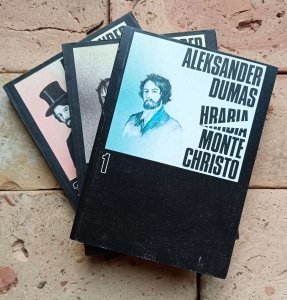 ALEKSANDER
DUMAS
HRABIA
MONTE
CHRISTO
1